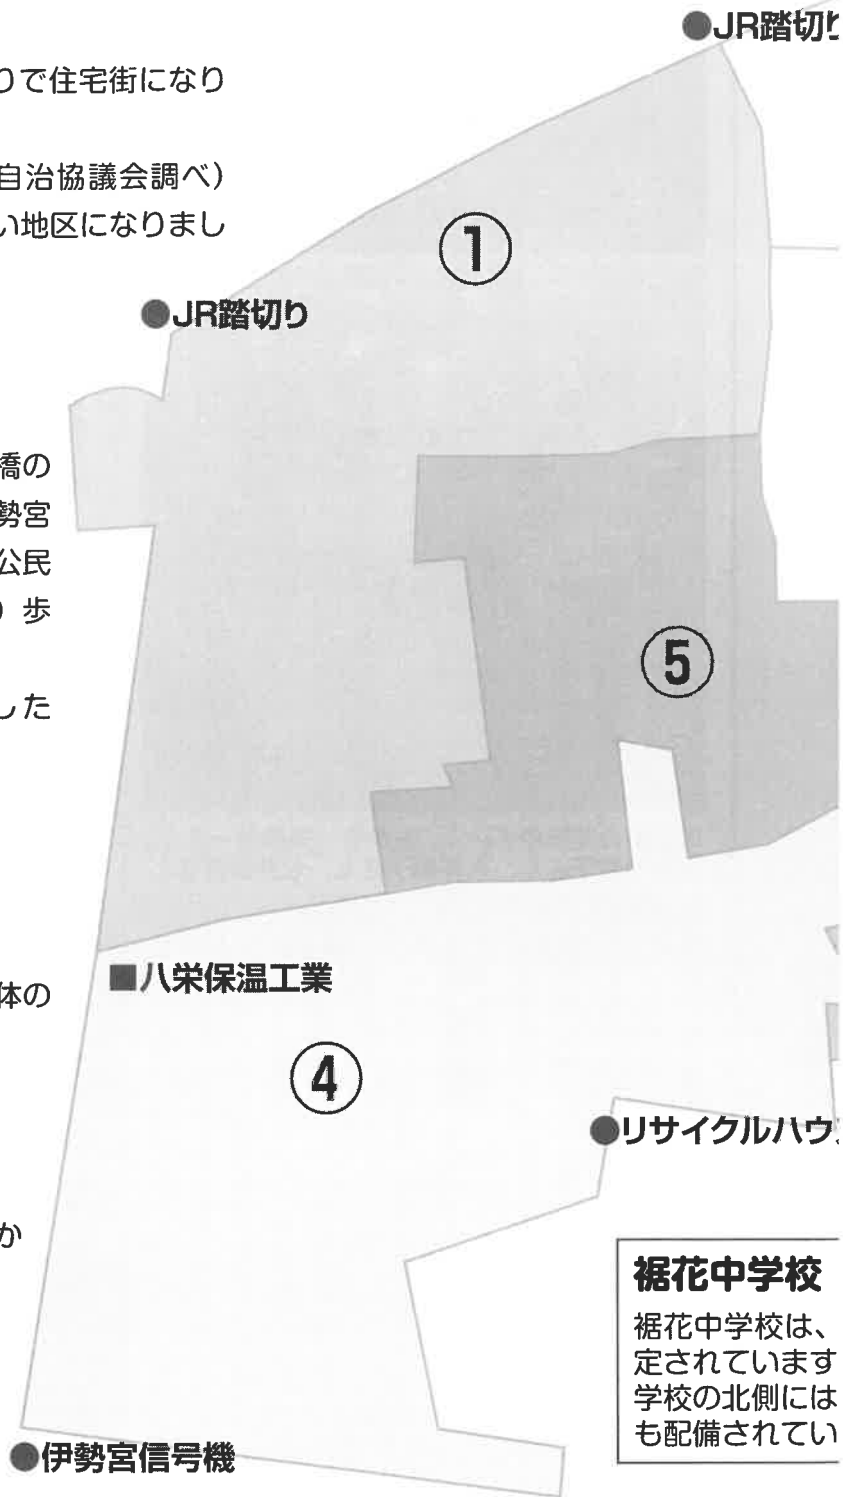 ●JR踏切り
りで住宅街になり
自治協議会調べ）
い地区になりまし
①
●JR踏切り
橋の
勢宮
公民
）歩
した
⑤
■八栄保温工業
体の
④
●リサイクルハウ
か
裾花中学校
裾花中学校は、
定されています
学校の北側には
も配備されてい
●伊勢宮信号機